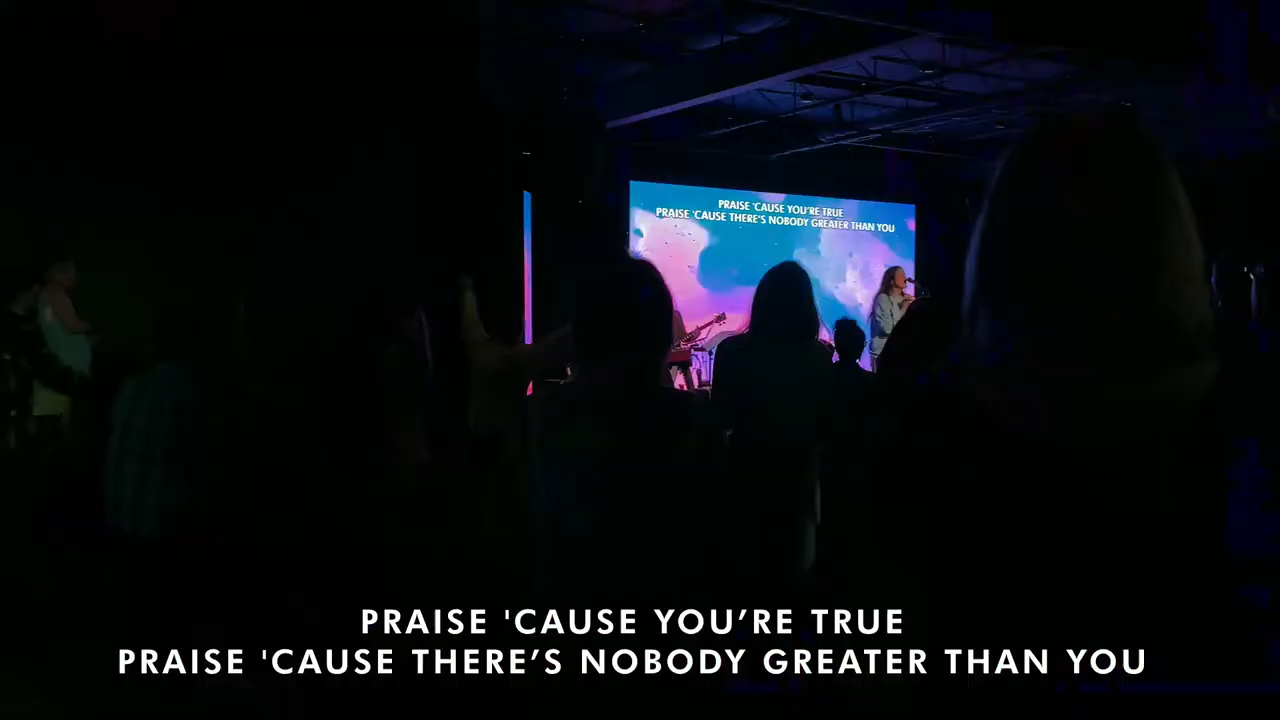 PRAISE 'CAUSE YOU'RE TRUE
PRAISE 'CAUSE THERE'S NOBODY GREATER THAN YOU
PRAISE 'CAUSE YOU’RE TRUE
PRAISE 'CAUSE THERE’S NOBODY GREATER THAN YOU